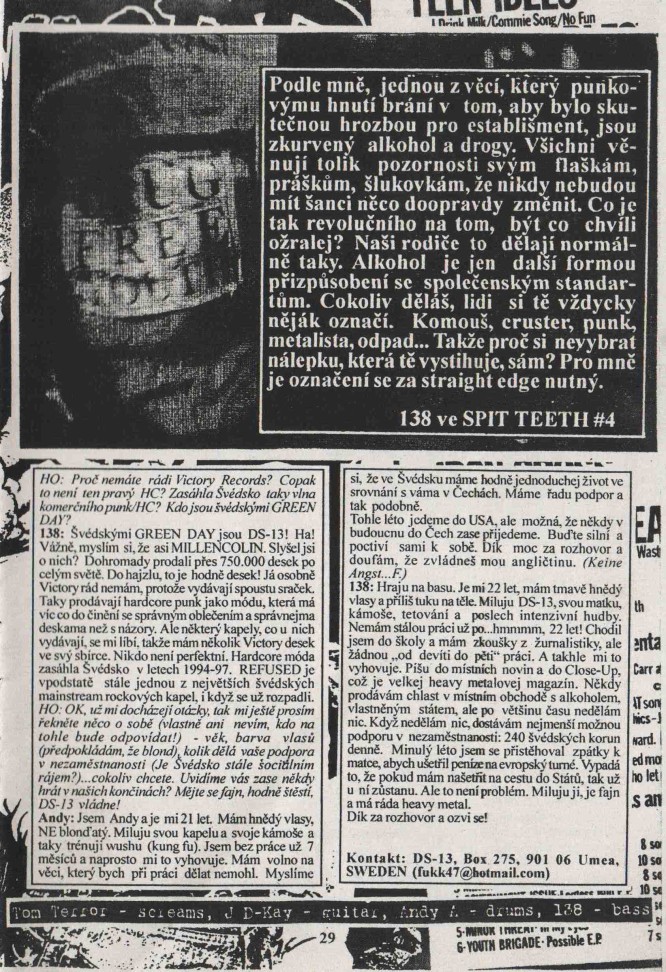 TEEN IDLES
I Drink Milk/Commie Song/No Fun
DRUG
FREE
YOUTH
Podle mně, jednou z věcí, který punko-
výmu hnutí brání v tom, aby bylo sku-
tečnou hrozbou pro establišment, jsou
zkurvený alkohol a drogy. Všichni vě-
nují tolik pozornosti svým flaškám,
práškům, šlukovkám, že nikdy nebudou
mít šanci něco doopravdy změnit. Co je
tak revolučního na tom, být co chvíli
ožralej? Naši rodiče to dělají normál-
ně taky. Alkohol je jen další formou
přizpůsobení se společenským standar-
tům. Cokoliv děláš, lidi si tě vždycky
něják označí. Komouš, cruster, punk,
metalista, odpad... Takže proč si nevybrat
nálepku, která tě vystihuje, sám? Pro mně
je označení se za straight edge nutný.
138 ve SPIT TEETH #4
HO: Proč nemáte rádi Victory Records? Copak
to není ten pravý HC? Zasáhla Švédsko taky vlna
komerčního punk/HC? Kdo jsou švédskými GREEN
DAY?
138: Švédskými GREEN DAY jsou DS-13! Ha!
Vážně, myslím si, že asi MILLENCOLIN. Slyšel jsi
o nich? Dohromady prodali přes 750.000 desek po
celým světě. Do hajzlu, to je hodně desek! Já osobně
Victory rád nemám, protože vydávají spoustu sraček.
Taky prodávají hardcore punk jako módu, která má
víc co do činění se správným oblečením a správnejma
deskama než s názory. Ale některý kapely, co u nich
vydávají, se mi líbí, takže mám několik Victory desek
ve svý sbírce. Nikdo není perfektní. Hardcore móda
zasáhla Švédsko v letech 1994-97. REFUSED je
vpodstatě stále jednou z největších švédských
mainstream rockových kapel, i když se už rozpadli.
HO: OK, už mi docházejí otázky, tak mi ještě prosím
řekněte něco o sobě (vlastně ani nevím, kdo na
tohle bude odpovídat!) - věk, barva vlasů
(předpokládám, že blond), kolik dělá vaše podpora
v nezaměstnanosti (Je Švédsko stále sociálním
rájem?)...cokoliv chcete. Uvidíme vás zase někdy
hrát v našich končinách? Mějte se fajn, hodně štěstí,
DS-13 vládne!
Andy: Jsem Andy a je mi 21 let. Mám hnědý vlasy,
NE blonďatý. Miluju svou kapelu a svoje kámoše a
taky trénují wushu (kung fu). Jsem bez práce už 7
měsíců a naprosto mi to vyhovuje. Mám volno na
věci, který bych při práci dělat nemohl. Myslíme
si, že ve Švédsku máme hodně jednoduchej život ve
srovnání s váma v Čechách. Máme řadu podpor a
tak podobně.
Tohle léto jedeme do USA, ale možná, že někdy v
budoucnu do Čech zase přijedeme. Buďte silní a
poctiví sami k sobě. Dík moc za rozhovor a
doufám, že zvládneš mou angličtinu. (Keine
Angst...F.)
138: Hraju na basu. Je mi 22 let, mám tmavě hnědý
vlasy a příliš tuku na těle. Miluju DS-13, svou matku,
kámoše, tetování a poslech intenzivní hudby.
Nemám stálou práci už po...hmmmm, 22 let! Chodil
jsem do školy a mám zkoušky z žurnalistiky, ale
žádnou „od devíti do pěti" práci. A takhle mi to
vyhovuje. Píšu do místních novin a do Close-Up,
což je velkej heavy metalovej magazín. Někdy
prodávám chlast v místním obchodě s alkoholem,
vlastněným státem, ale po většinu času nedělám
nic. Když nedělám nic, dostávám nejmenší možnou
podporu v nezaměstnanosti: 240 švédských korun
denně. Minulý léto jsem se přistěhoval zpátky k
matce, abych ušetřil peníze na evropský turné. Vypadá
to, že pokud mám našetřit na cestu do Států, tak už
u ní zůstanu. Ale to není problém. Miluju ji, je fajn
a má ráda heavy metal.
Dík za rozhovor a ozvi se!
Kontakt: DS-13, Box 275, 901 06 Umea,
SWEDEN (fukk47@hotmail.com)
Tom Terror - screams, J D-Kay - guitar, Andy A - drums, 138 - bass
29
5-MINOR THREAT- In my eyes
6-YOUTH BRIGADE- Possible E.P.